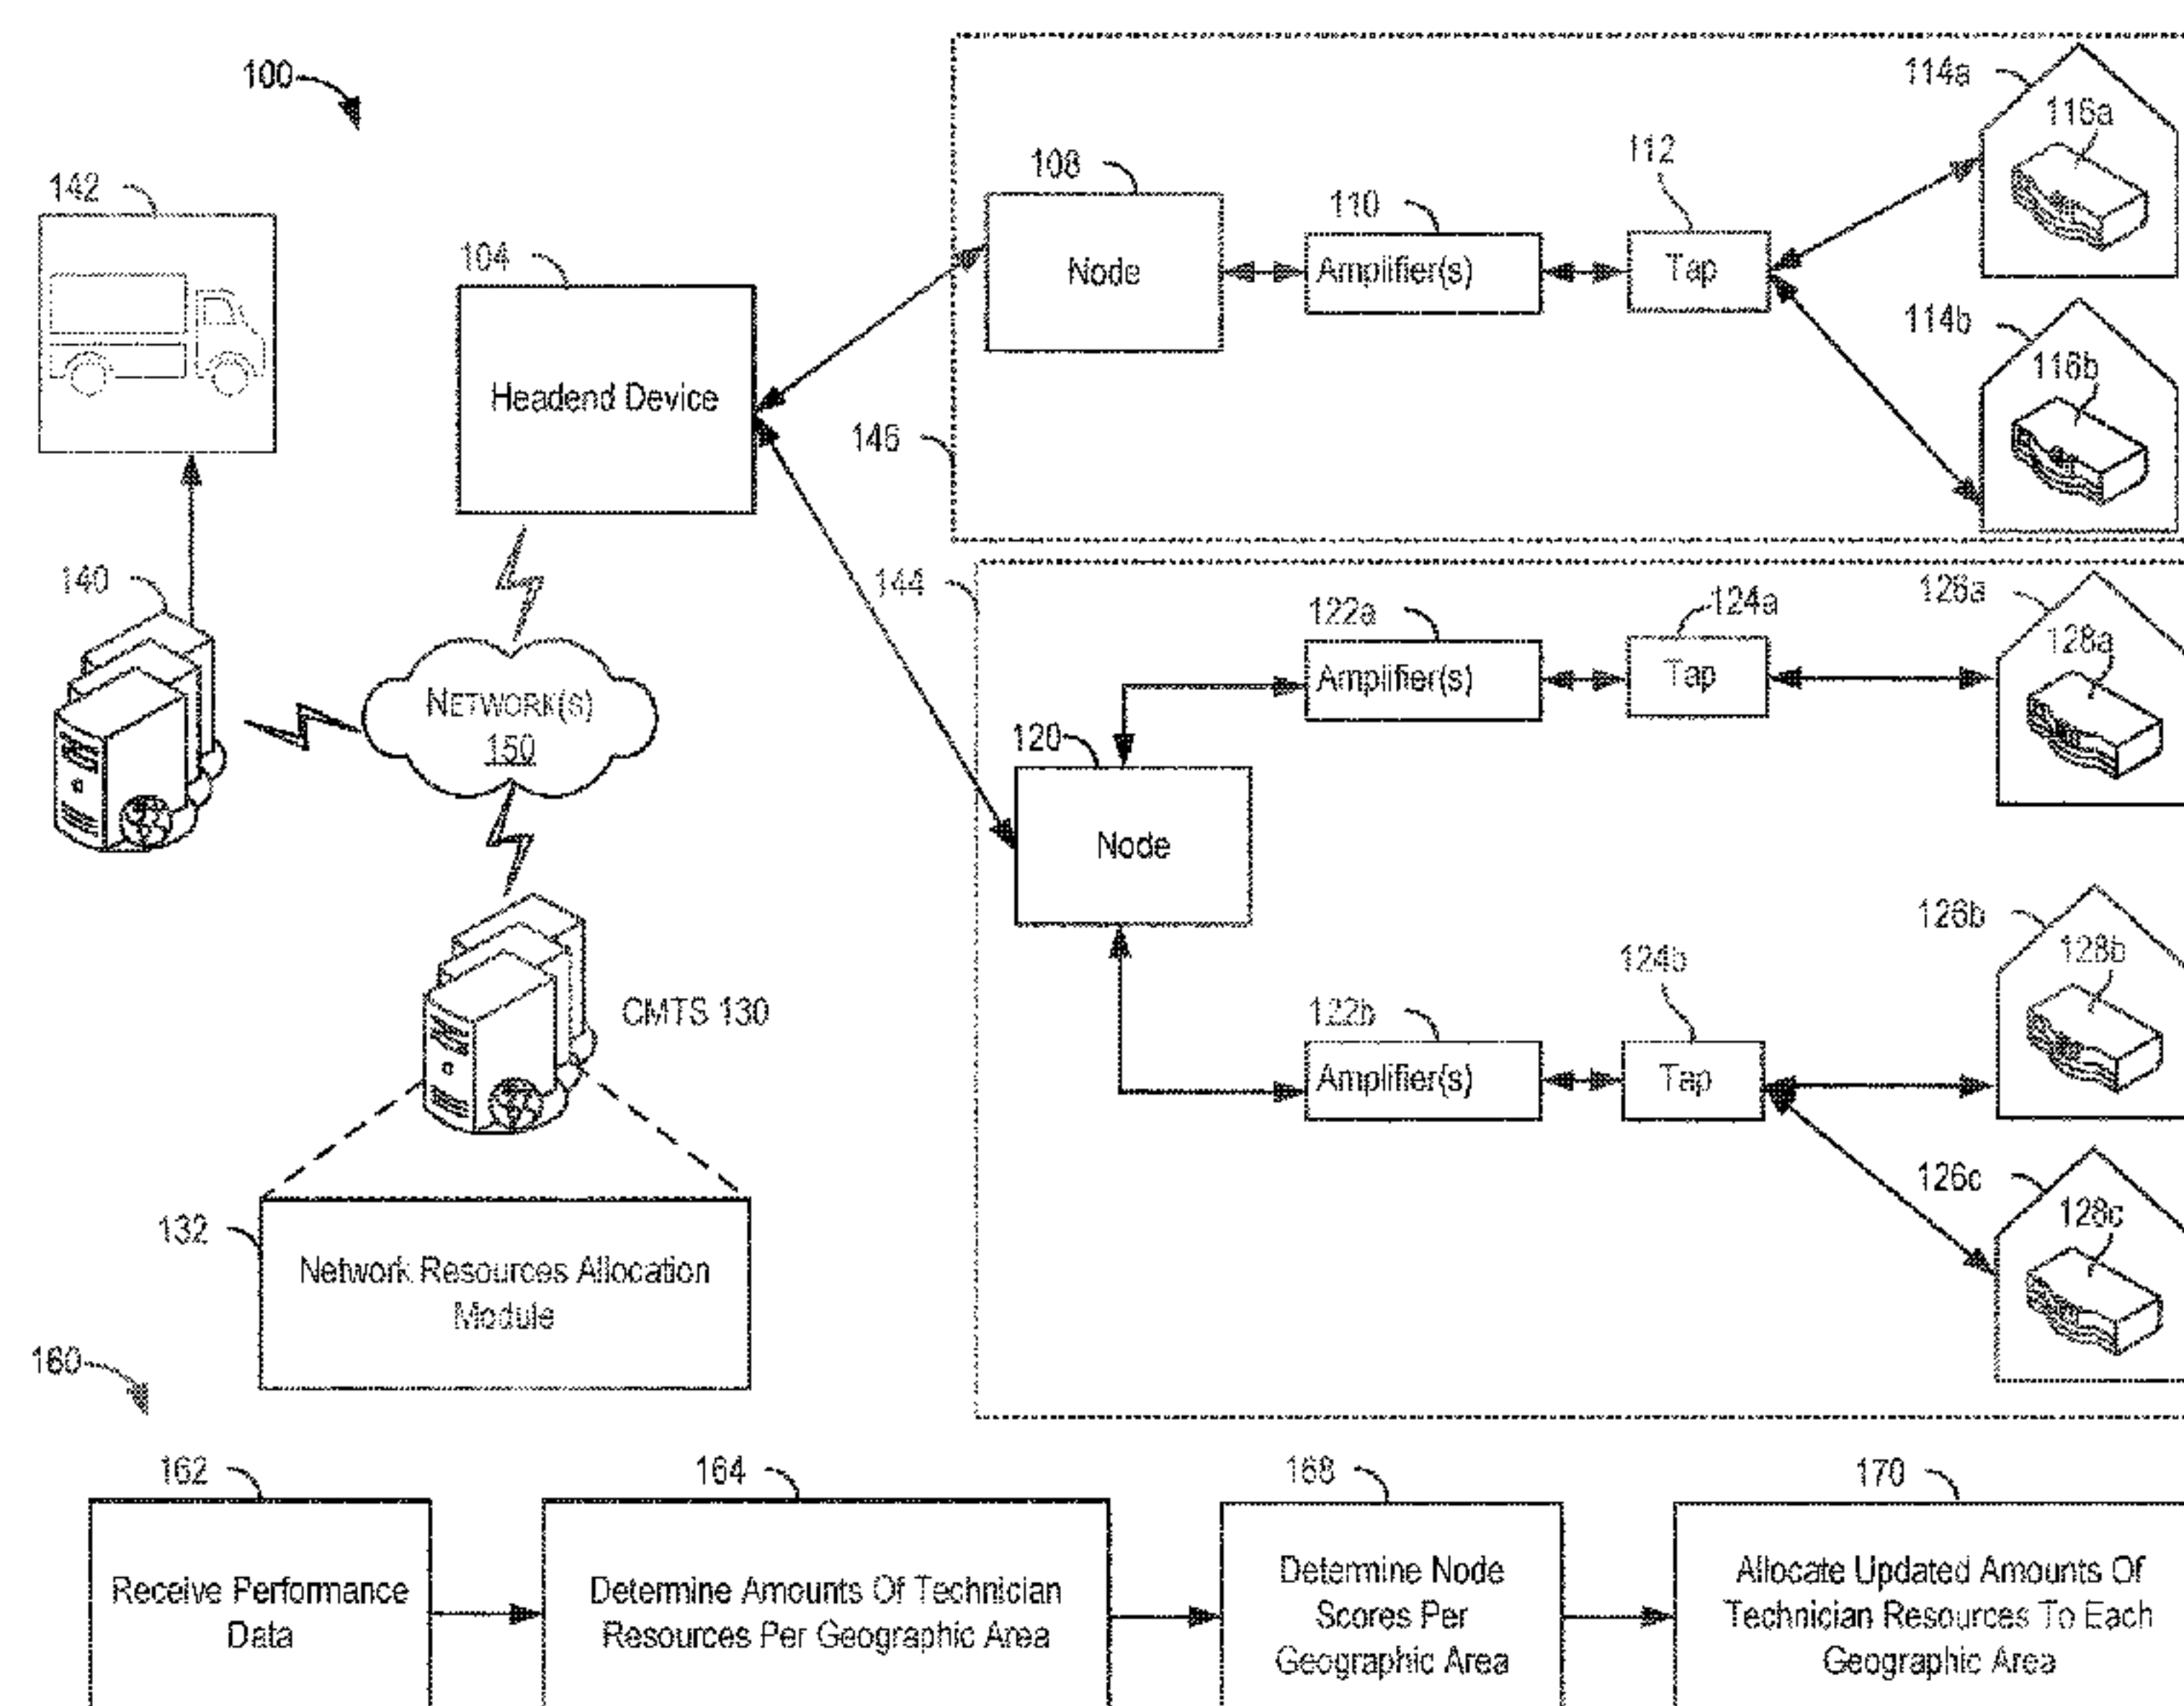 100
142
104
Headend Device
108
Node
110
Amplifier(s)
112
Tap
114a
116a
114b
116b
146
140
NETWORK(S)
150
144
120
Node
122a
Amplifier(s)
124a
Tap
126a
128a
122b
Amplifier(s)
124b
Tap
126b
128b
126c
128c
CMTS 130
132
Network Resources Allocation
Module
160
162
Receive Performance
Data
164
Determine Amounts Of Technician
Resources Per Geographic Area
168
Determine Node
Scores Per
Geographic Area
170
Allocate Updated Amounts Of
Technician Resources To Each
Geographic Area